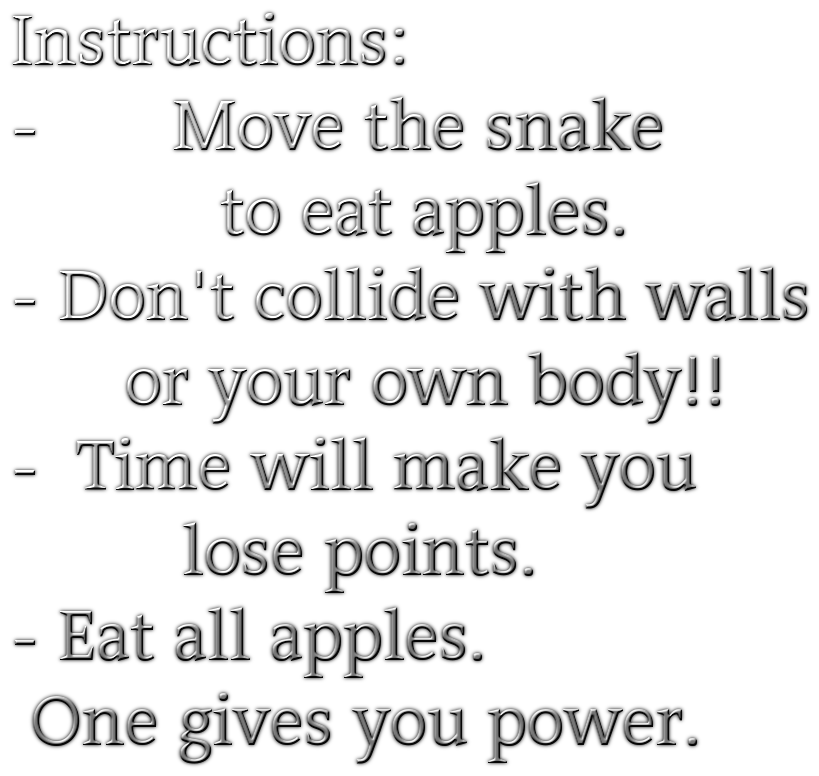 Instructions:
- Move the snake
to eat apples.
- Don't collide with walls
or your own body!!
- Time will make you
lose points.
- Eat all apples.
One gives you power.